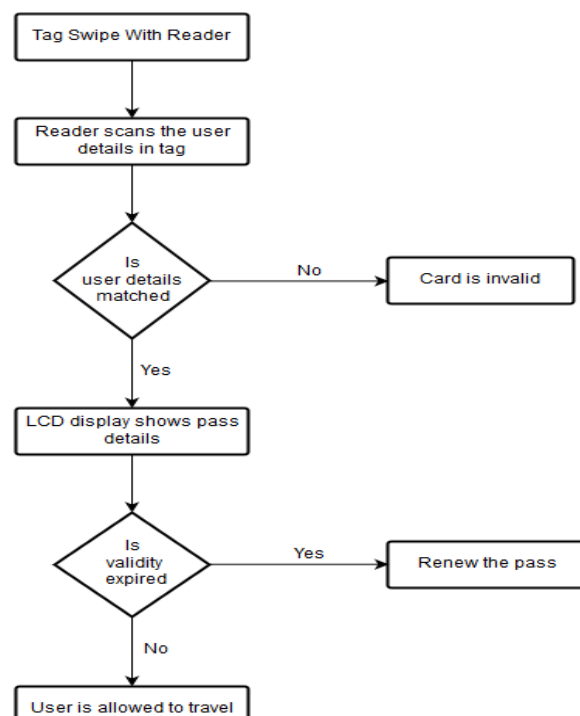 Tag Swipe With Reader
Reader scans the user
details in tag
Is
user details
matched
No
Card is invalid
Yes
LCD display shows pass
details
Is
validity
expired
Yes
Renew the pass
No
User is allowed to travel